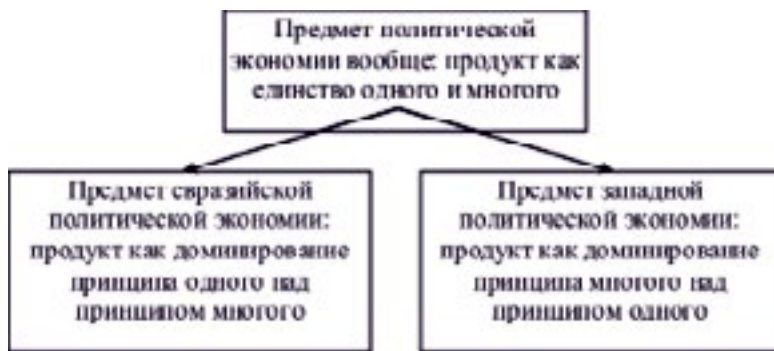 Предмет политической
экономии вообще: продукт как
единство одного и многого
Предмет евразийской
политической экономии:
продукт как доминирование
принципа одного над
принципом многого
Предмет западной
политической экономии:
продукт как доминирование
принципа многого над
принципом одного